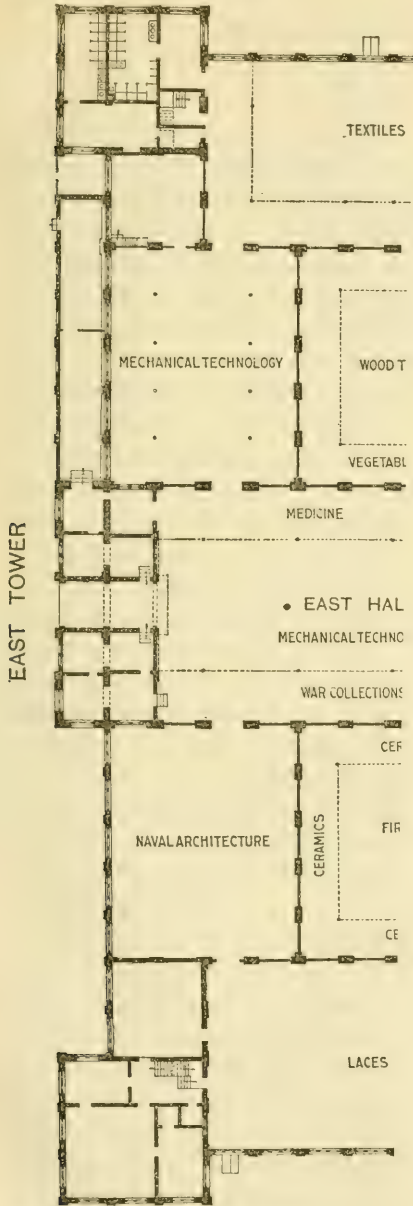 TEXTILES
MECHANICAL TECHNOLOGY
WOOD T
VEGETABL
MEDICINE
EAST TOWER
• EAST HAL
MECHANICAL TECHNO
WAR COLLECTIONS
CER
NAVAL ARCHITECTURE
CERAMICS
FIR
CE
LACES